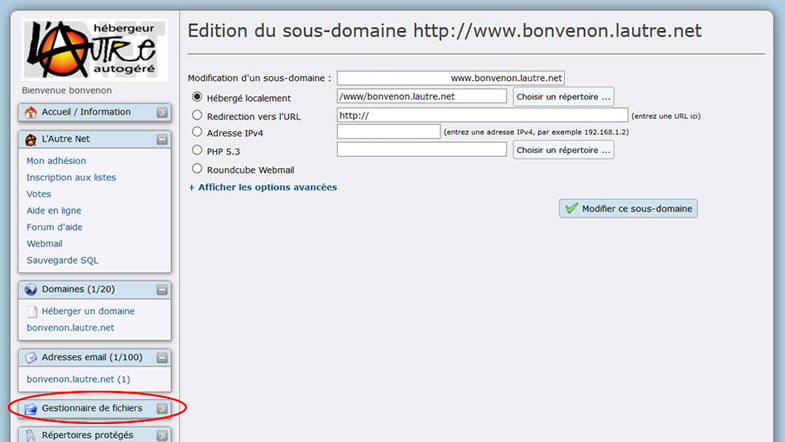 hébergeur
L'AUTRE
autogéré
Bienvenue bonvenon
Accueil / Information
L'Autre Net
Mon adhésion
Inscription aux listes
Votes
Aide en ligne
Forum d'aide
Webmail
Sauvegarde SQL
Domaines (1/20)
Héberger un domaine
bonvenon.lautre.net
Adresses email (1/100)
bonvenon.lautre.net (1)
Gestionnaire de fichiers
Répertoires protégés
Edition du sous-domaine http://www.bonvenon.lautre.net
Modification d'un sous-domaine : www.bonvenon.lautre.net
Hébergé localement /www/bonvenon.lautre.net Choisir un répertoire ...
Redirection vers l'URL http:// (entrez une URL ici)
Adresse IPv4 (entrez une adresse IPv4, par exemple 192.168.1.2)
PHP 5.3 Choisir un répertoire ...
Roundcube Webmail
+ Afficher les options avancées
Modifier ce sous-domaine